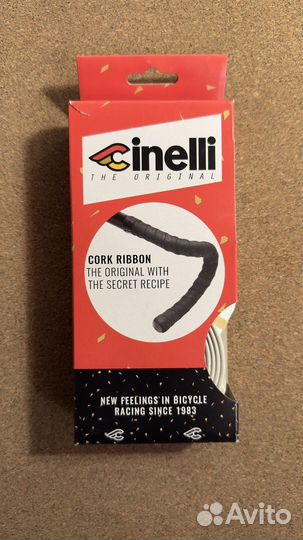 Cinelli
THE ORIGINAL
CORK RIBBON
THE ORIGINAL WITH
THE SECRET RECIPE
NEW FEELINGS IN BICYCLE
RACING SINCE 1983
Avito